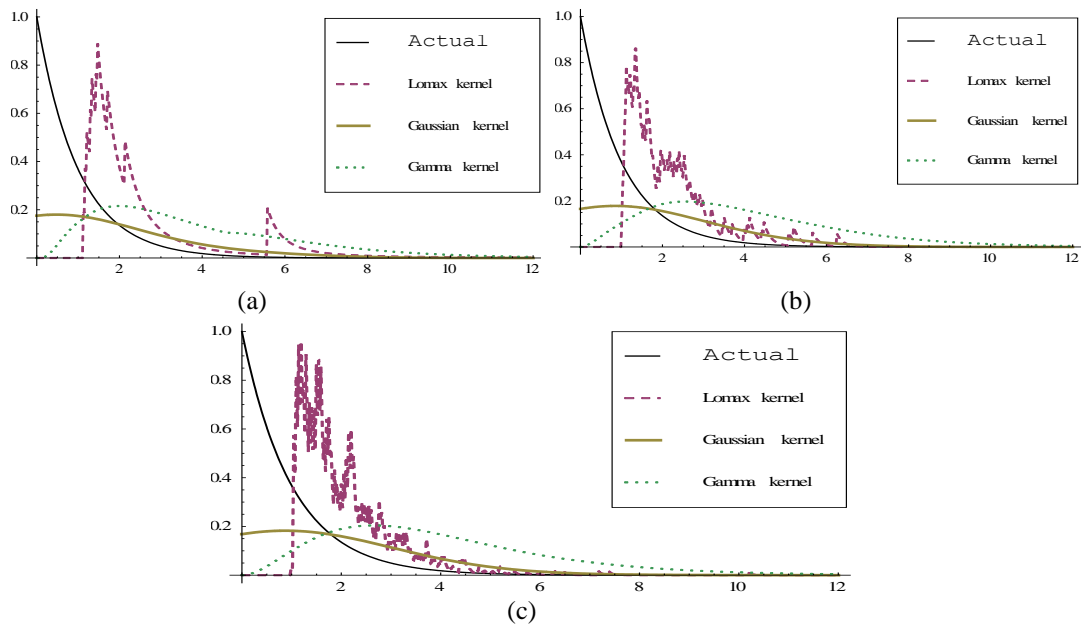 1.0
0.8
0.6
0.4
0.2
2 4 6 8 10 12
Actual
Lomax kernel
Gaussian kernel
Gamma kernel
(a)
1.0
0.8
0.6
0.4
0.2
2 4 6 8 10 12
Actual
Lomax kernel
Gaussian kernel
Gamma kernel
(b)
1.0
0.8
0.6
0.4
0.2
2 4 6 8 10 12
Actual
Lomax kernel
Gaussian kernel
Gamma kernel
(c)